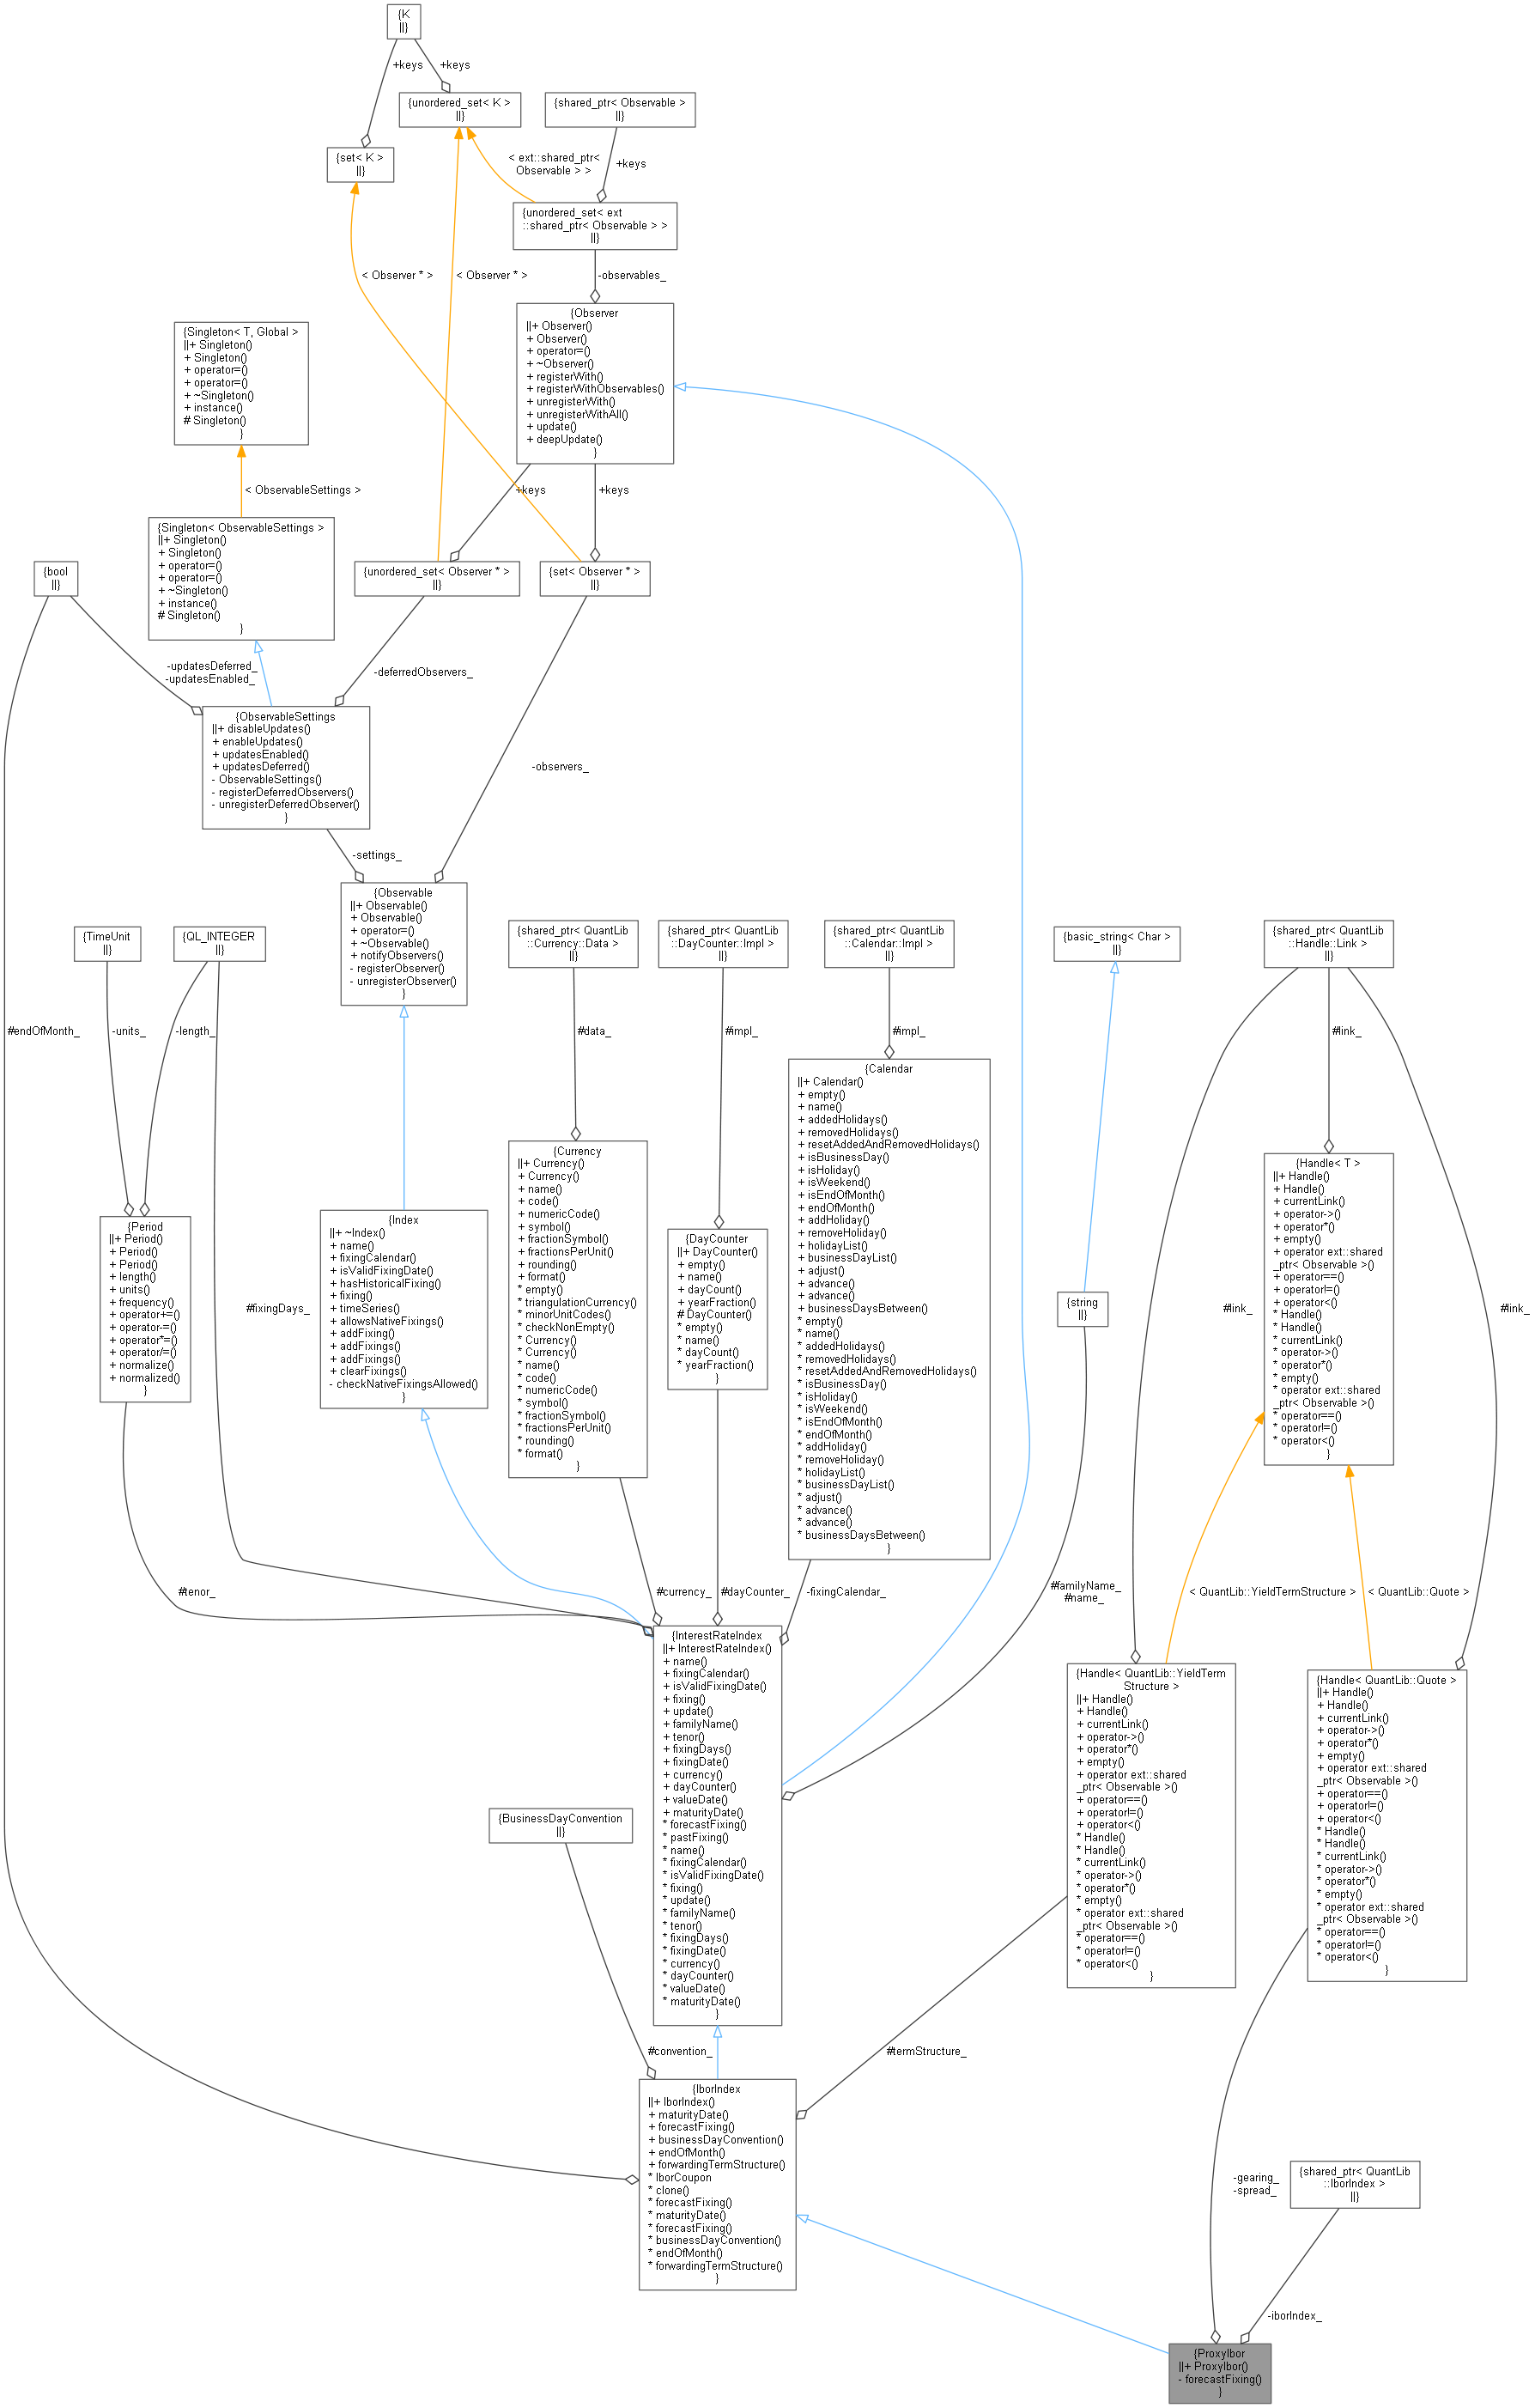 {K
||}
+keys
+keys
{unordered_set< K >
||}
{shared_ptr< Observable >
||}
{set< K >
||}
< ext::shared_ptr<
Observable > >
+keys
{unordered_set< ext
::shared_ptr< Observable > >
||}
< Observer * >
< Observer * >
-observables_
{Observer
||+ Observer()
+ Observer()
+ operator=()
+ ~Observer()
+ registerWith()
+ registerWithObservables()
+ unregisterWith()
+ unregisterWithAll()
+ update()
+ deepUpdate()
}
{Singleton< T, Global >
||+ Singleton()
+ Singleton()
+ operator=()
+ operator=()
+ ~Singleton()
+ instance()
# Singleton()
}
< ObservableSettings >
+keys
+keys
{Singleton< ObservableSettings >
||+ Singleton()
+ Singleton()
+ operator=()
+ operator=()
+ ~Singleton()
+ instance()
# Singleton()
}
{bool
||}
{unordered_set< Observer * >
||}
{set< Observer * >
||}
-updatesDeferred_
-updatesEnabled_
-deferredObservers_
{ObservableSettings
||+ disableUpdates()
+ enableUpdates()
+ updatesEnabled()
+ updatesDeferred()
- ObservableSettings()
- registerDeferredObservers()
- unregisterDeferredObserver()
}
-observers_
-settings_
{Observable
||+ Observable()
+ Observable()
+ operator=()
+ ~Observable()
+ notifyObservers()
- registerObserver()
- unregisterObserver()
}
{TimeUnit
||}
{QL_INTEGER
||}
{shared_ptr< QuantLib
::Currency::Data >
||}
{shared_ptr< QuantLib
::DayCounter::Impl >
||}
{shared_ptr< QuantLib
::Calendar::Impl >
||}
{basic_string< Char >
||}
{shared_ptr< QuantLib
::Handle::Link >
||}
#endOfMonth_
-units_
-length_
#data_
#impl_
#impl_
#link_
{Calendar
||+ Calendar()
+ empty()
+ name()
+ addedHolidays()
+ removedHolidays()
+ resetAddedAndRemovedHolidays()
+ isBusinessDay()
+ isHoliday()
+ isWeekend()
+ isEndOfMonth()
+ endOfMonth()
+ addHoliday()
+ removeHoliday()
+ holidayList()
+ businessDayList()
+ adjust()
+ advance()
+ advance()
+ businessDaysBetween()
* empty()
* name()
* addedHolidays()
* removedHolidays()
* resetAddedAndRemovedHolidays()
* isBusinessDay()
* isHoliday()
* isWeekend()
* isEndOfMonth()
* endOfMonth()
* addHoliday()
* removeHoliday()
* holidayList()
* businessDayList()
* adjust()
* advance()
* advance()
* businessDaysBetween()
}
{Currency
||+ Currency()
+ Currency()
+ name()
+ code()
+ numericCode()
+ symbol()
+ fractionSymbol()
+ fractionsPerUnit()
+ rounding()
+ format()
* empty()
* triangulationCurrency()
* minorUnitCodes()
* checkNonEmpty()
* Currency()
* Currency()
* name()
* code()
* numericCode()
* symbol()
* fractionSymbol()
* fractionsPerUnit()
* rounding()
* format()
}
{Handle< T >
||+ Handle()
+ Handle()
+ currentLink()
+ operator->()
+ operator*()
+ empty()
+ operator ext::shared
_ptr< Observable >()
+ operator==()
+ operator!=()
+ operator<()
* Handle()
* Handle()
* currentLink()
* operator->()
* operator*()
* empty()
* operator ext::shared
_ptr< Observable >()
* operator==()
* operator!=()
* operator<()
}
{Period
||+ Period()
+ Period()
+ Period()
+ length()
+ units()
+ frequency()
+ operator+=()
+ operator-=()
+ operator*=()
+ operator/=()
+ normalize()
+ normalized()
}
#fixingDays_
{Index
||+ ~Index()
+ name()
+ fixingCalendar()
+ isValidFixingDate()
+ hasHistoricalFixing()
+ fixing()
+ timeSeries()
+ allowsNativeFixings()
+ addFixing()
+ addFixings()
+ addFixings()
+ clearFixings()
- checkNativeFixingsAllowed()
}
{DayCounter
||+ DayCounter()
+ empty()
+ name()
+ dayCount()
+ yearFraction()
# DayCounter()
* empty()
* name()
* dayCount()
* yearFraction()
}
{string
||}
#link_
#link_
#tenor_
#currency_
#dayCounter_
-fixingCalendar_
#familyName_
#name_
< QuantLib::YieldTermStructure >
< QuantLib::Quote >
{InterestRateIndex
||+ InterestRateIndex()
+ name()
+ fixingCalendar()
+ isValidFixingDate()
+ fixing()
+ update()
+ familyName()
+ tenor()
+ fixingDays()
+ fixingDate()
+ currency()
+ dayCounter()
+ valueDate()
+ maturityDate()
* forecastFixing()
* pastFixing()
* name()
* fixingCalendar()
* isValidFixingDate()
* fixing()
* update()
* familyName()
* tenor()
* fixingDays()
* fixingDate()
* currency()
* dayCounter()
* valueDate()
* maturityDate()
}
{Handle< QuantLib::YieldTerm
Structure >
||+ Handle()
+ Handle()
+ currentLink()
+ operator->()
+ operator*()
+ empty()
+ operator ext::shared
_ptr< Observable >()
+ operator==()
+ operator!=()
+ operator<()
* Handle()
* Handle()
* currentLink()
* operator->()
* operator*()
* empty()
* operator ext::shared
_ptr< Observable >()
* operator==()
* operator!=()
* operator<()
}
{Handle< QuantLib::Quote >
||+ Handle()
+ Handle()
+ currentLink()
+ operator->()
+ operator*()
+ empty()
+ operator ext::shared
_ptr< Observable >()
+ operator==()
+ operator!=()
+ operator<()
* Handle()
* Handle()
* currentLink()
* operator->()
* operator*()
* empty()
* operator ext::shared
_ptr< Observable >()
* operator==()
* operator!=()
* operator<()
}
{BusinessDayConvention
||}
#convention_
#termStructure_
{IborIndex
||+ IborIndex()
+ maturityDate()
+ forecastFixing()
+ businessDayConvention()
+ endOfMonth()
+ forwardingTermStructure()
* IborCoupon
* clone()
* forecastFixing()
* maturityDate()
* forecastFixing()
* businessDayConvention()
* endOfMonth()
* forwardingTermStructure()
}
-gearing_
-spread_
{shared_ptr< QuantLib
::IborIndex >
||}
-iborIndex_
{ProxyIbor
||+ ProxyIbor()
- forecastFixing()
}